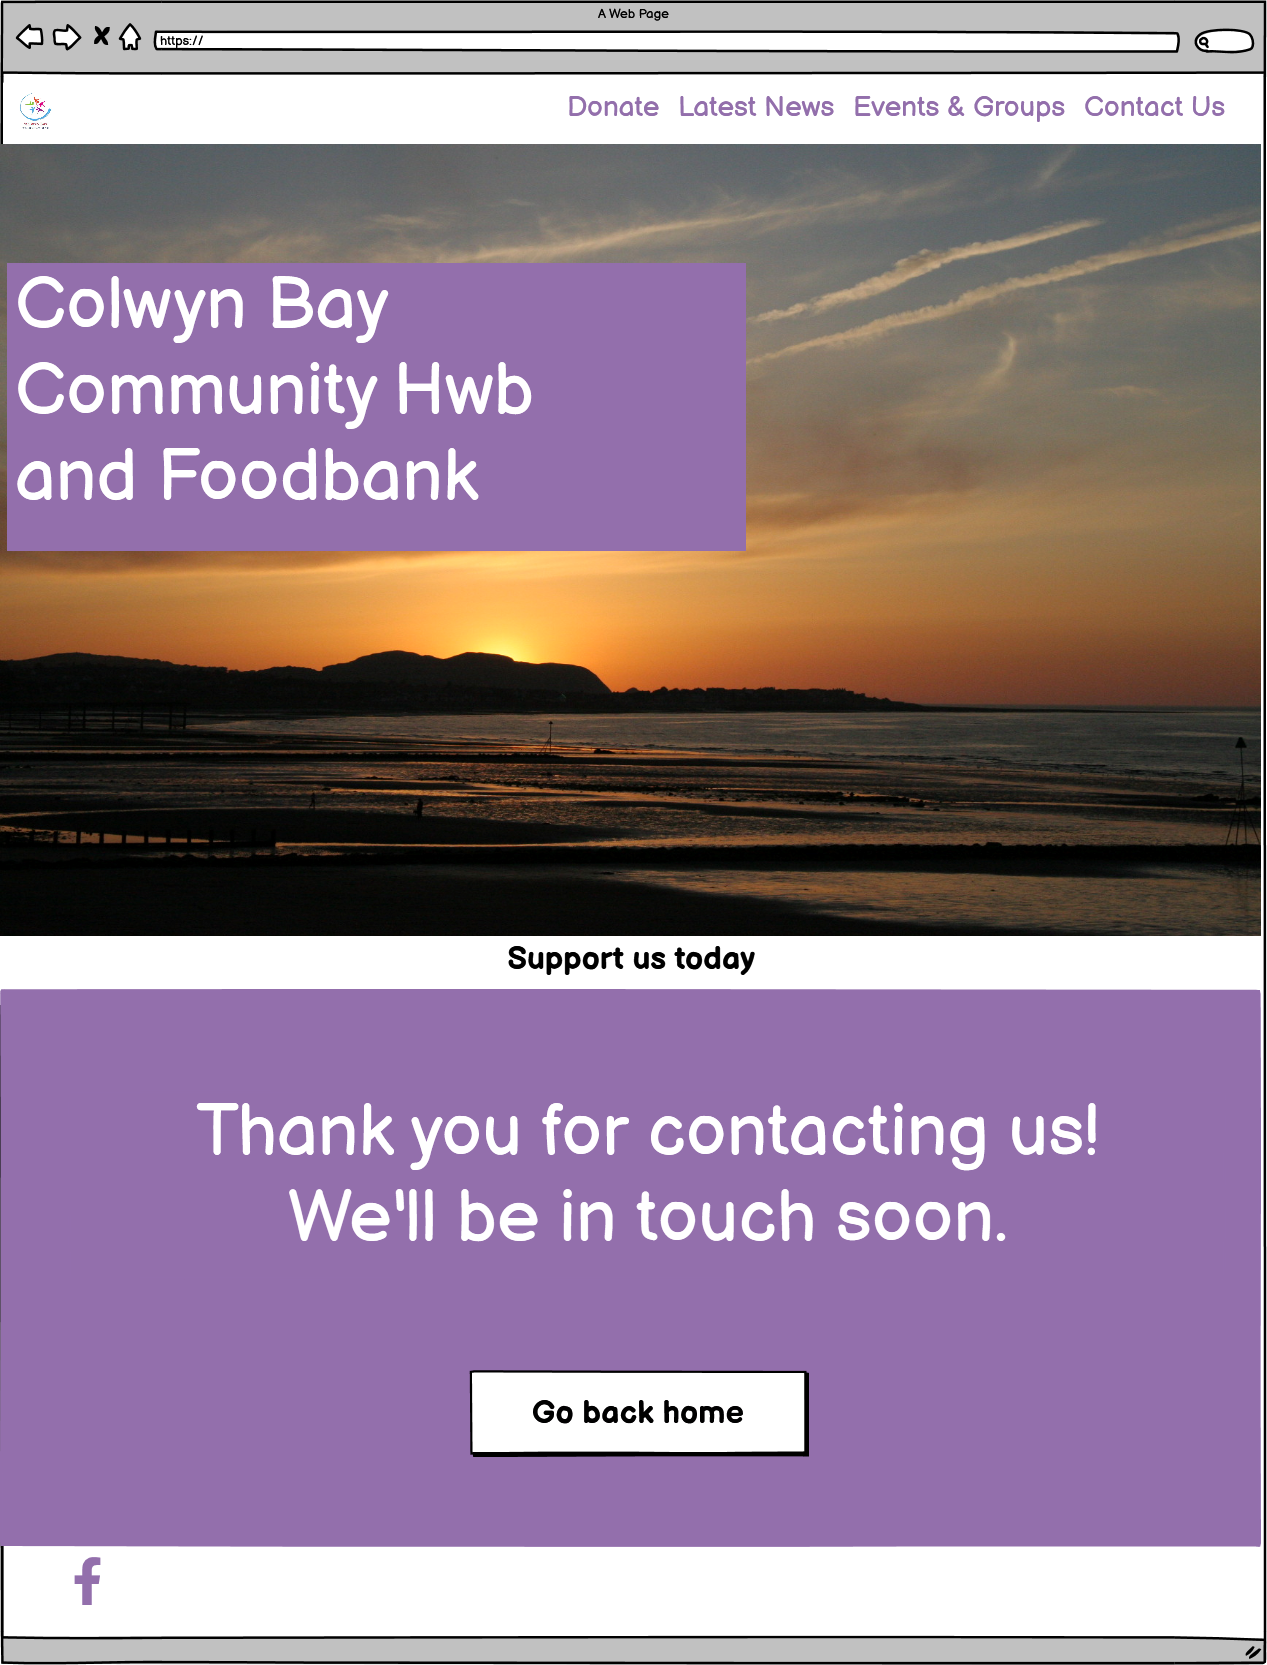 A Web Page
https://
Donate Latest News Events & Groups Contact Us
Colwyn Bay
Community Hwb
and Foodbank
Support us today
Thank you for contacting us!
We'll be in touch soon.
Go back home